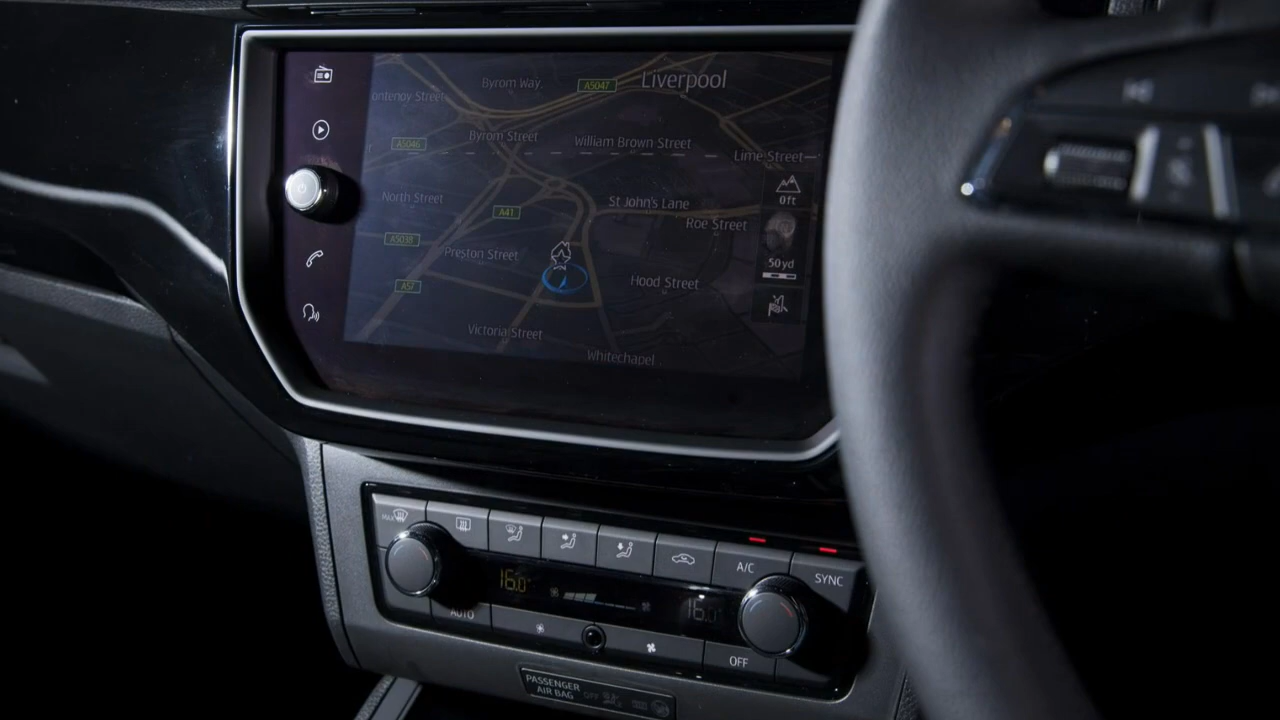 Byrom Way
A5047
Liverpool
ontenoy Street
A5046
Byrom Street
William Brown Street
Lime Street
0ft
North Street
A41
St John's Lane
Roe Street
A5038
Preston Street
50yd
A57
Hood Street
Victoria Street
Whitechapel
MAX
A/C
SYNC
16.0°
16.0°
AUTO
OFF
PASSENGER
AIR BAG
OFF